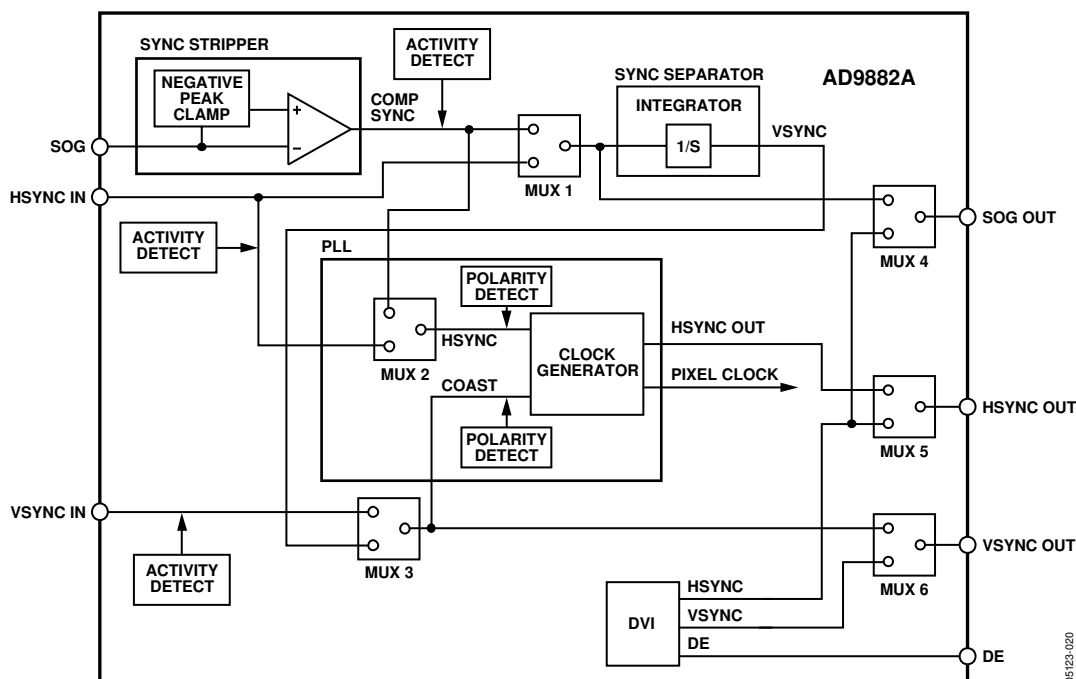 SYNC STRIPPER
ACTIVITY
DETECT
NEGATIVE
PEAK
CLAMP
+
−
COMP
SYNC
SYNC SEPARATOR
INTEGRATOR
1/S
VSYNC
AD9882A
SOG
HSYNC IN
MUX 1
ACTIVITY
DETECT
SOG OUT
MUX 4
PLL
POLARITY
DETECT
HSYNC
MUX 2
CLOCK
GENERATOR
HSYNC OUT
PIXEL CLOCK
COAST
POLARITY
DETECT
HSYNC OUT
MUX 5
VSYNC IN
ACTIVITY
DETECT
MUX 3
VSYNC OUT
MUX 6
DVI
HSYNC
VSYNC
DE
DE
05123-020